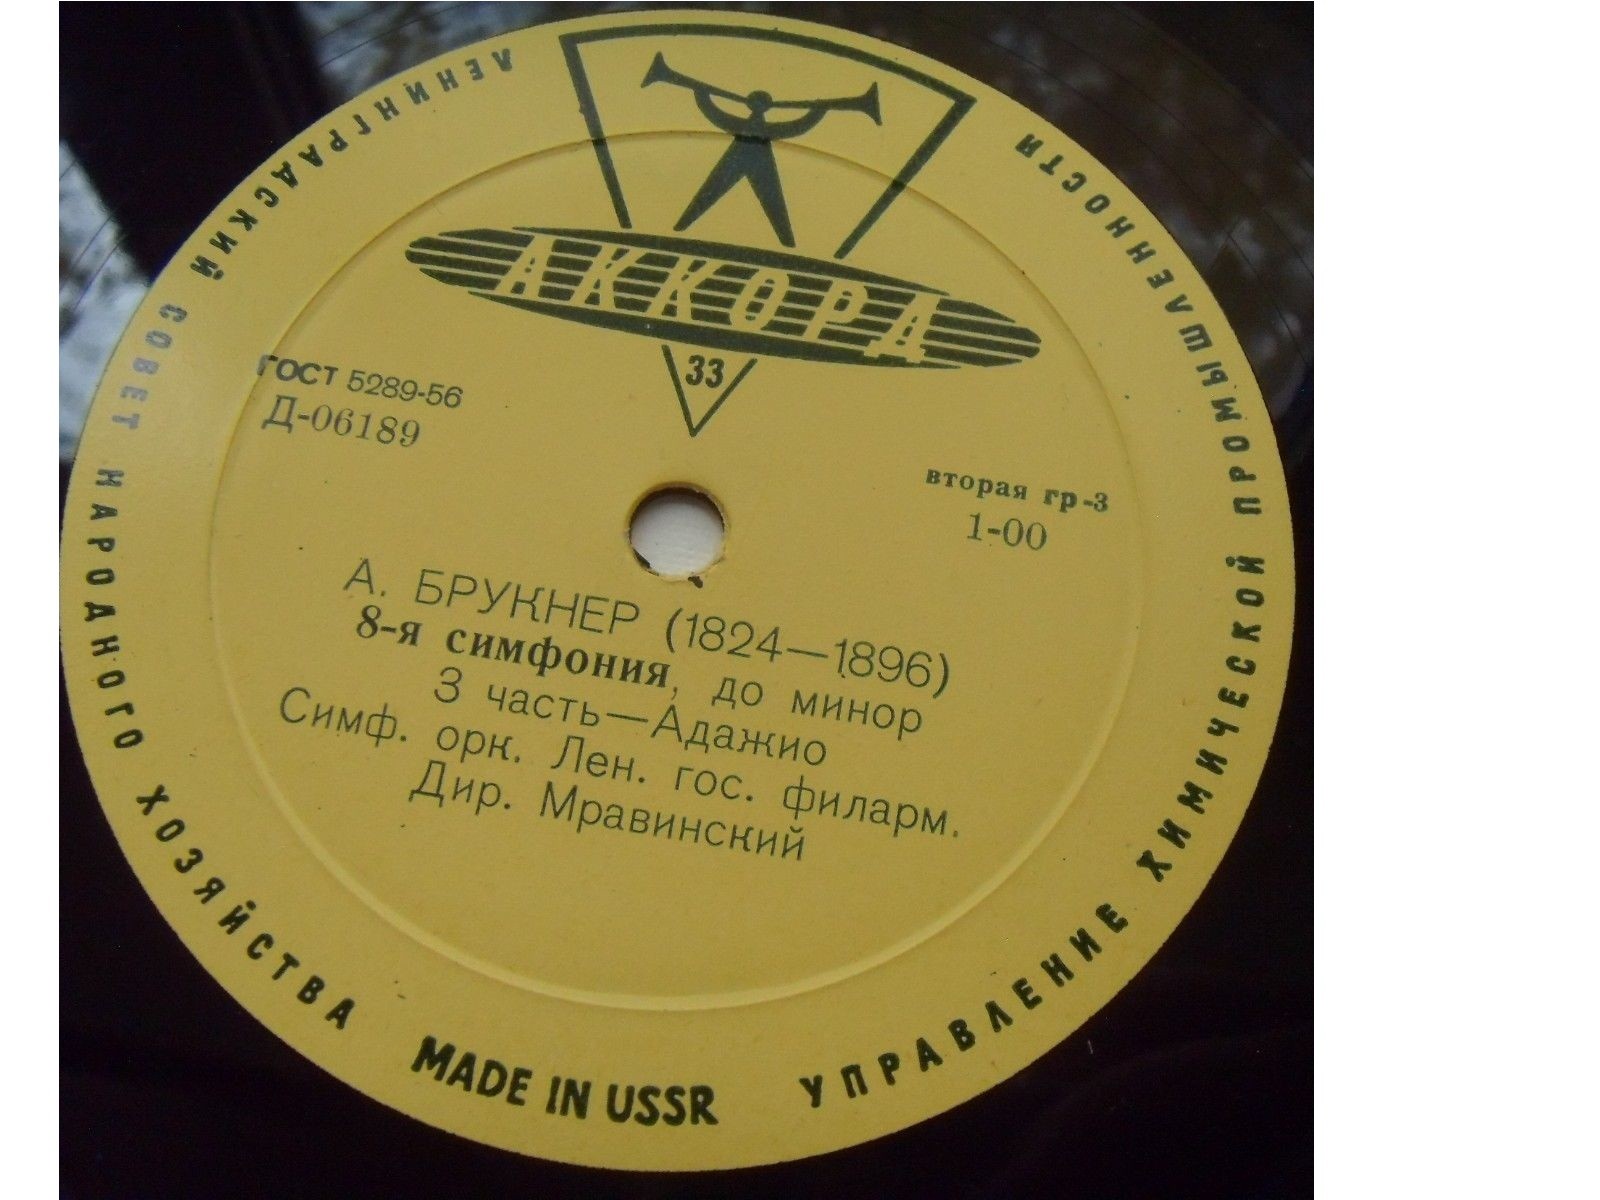 ЛЕНИНГРАДСКИЙ СОВЕТ НАРОДНОГО ХОЗЯЙСТВА
УПРАВЛЕНИЕ ХИМИЧЕСКОЙ ПРОМЫШЛЕННОСТИ
АККОРД
33
ГОСТ 5289-56
Д-06189
вторая гр-3
1-00
А. БРУКНЕР (1824—1896)
8-я симфония, до минор
3 часть—Адажио
Симф. орк. Лен. гос. филарм.
Дир. Мравинский
MADE IN USSR